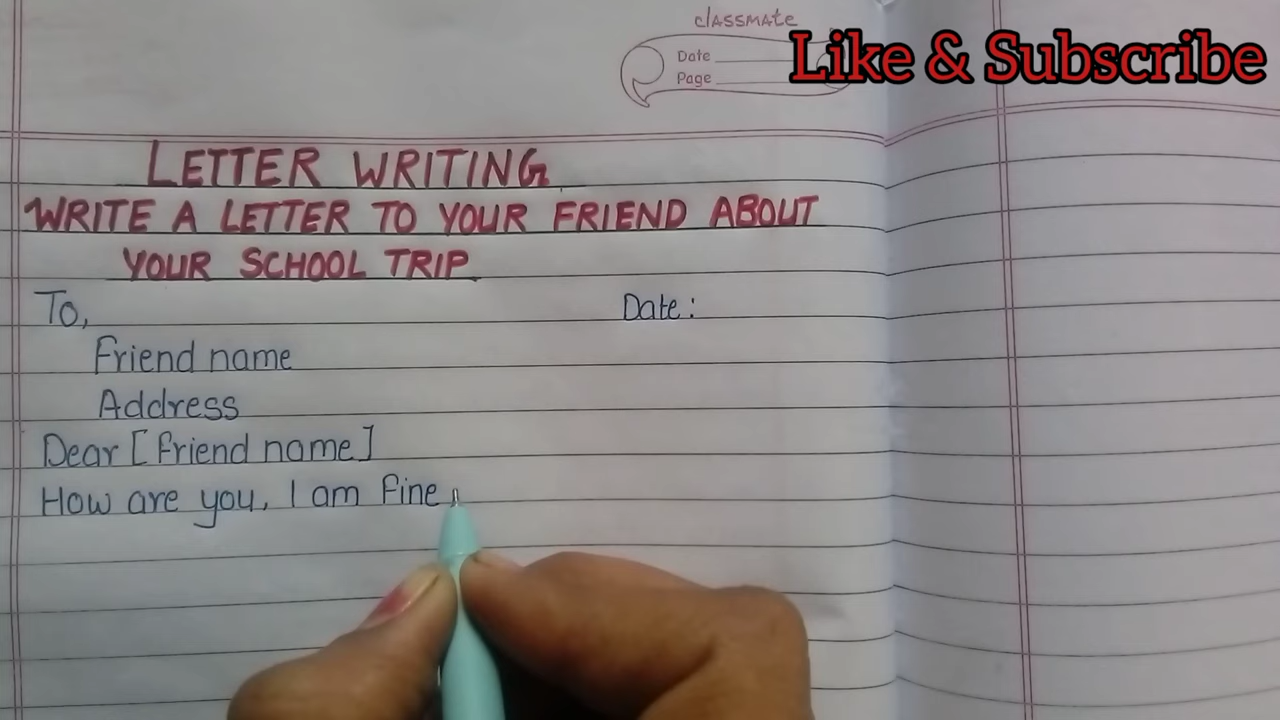 classmate
Like & Subscribe
Date
Page
LETTER WRITING
WRITE A LETTER TO YOUR FRIEND ABOUT
YOUR SCHOOL TRIP
To,
Date:
Friend name
Address
Dear [friend name]
How are you, I am fine